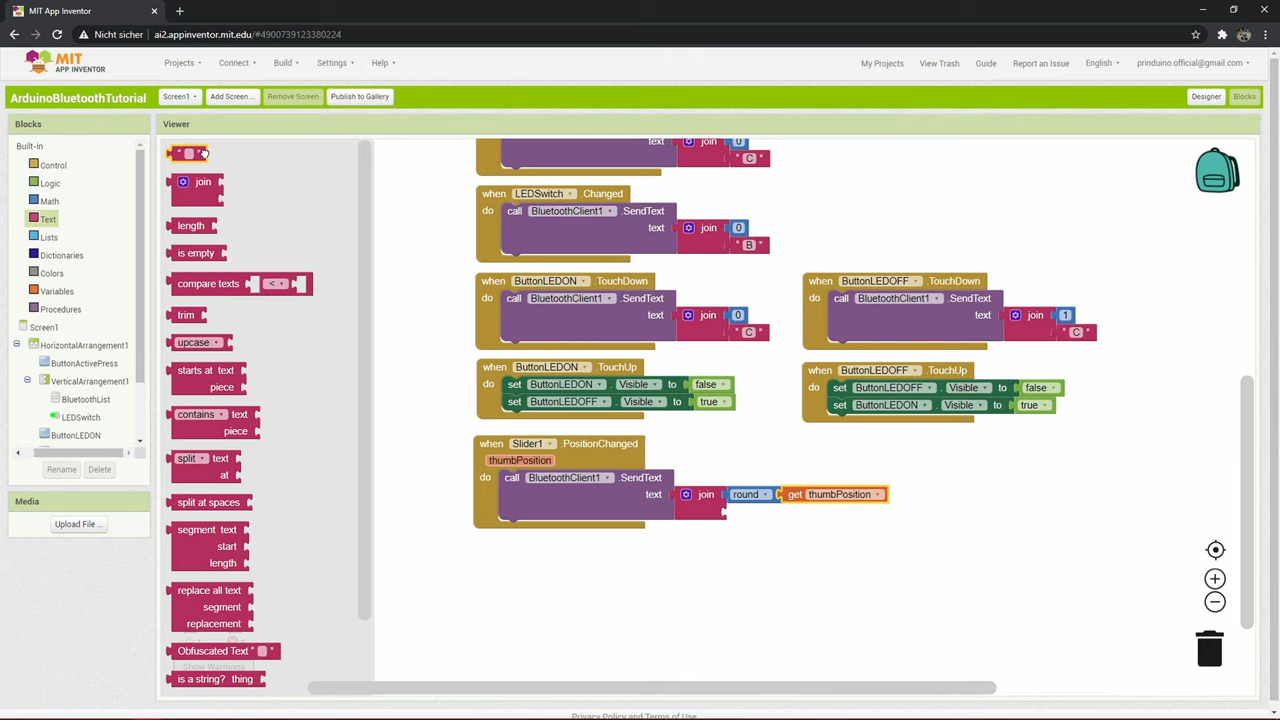 MIT App Inventor
Nicht sicher
ai2.appinventor.mit.edu/#4900739123380224
MIT
APP INVENTOR
Projects
Connect
Build
Settings
Help
My Projects
View Trash
Guide
Report an Issue
English
prinduino.official@gmail.com
ArduinoBluetoothTutorial
Screen1
Add Screen ...
Remove Screen
Publish to Gallery
Designer
Blocks
Blocks
Viewer
Built-in
Control
Logic
Math
Text
Lists
Dictionaries
Colors
Variables
Procedures
Screen1
HorizontalArrangement1
ButtonActivePress
VerticalArrangement1
BluetoothList
LEDSwitch
ButtonLEDON
Rename
Delete
Media
Upload File ...
" "
join
length
is empty
compare texts <
trim
upcase
starts at text
piece
contains text
piece
split text
at
split at spaces
segment text
start
length
replace all text
segment
replacement
Obfuscated Text " "
Show Warnings
is a string? thing
text join 0
" C "
when LEDSwitch .Changed
do call BluetoothClient1 .SendText
text join 0
" B "
when ButtonLEDON .TouchDown
do call BluetoothClient1 .SendText
text join 0
" C "
when ButtonLEDOFF .TouchDown
do call BluetoothClient1 .SendText
text join 1
" C "
when ButtonLEDON .TouchUp
do set ButtonLEDON . Visible to false
set ButtonLEDOFF . Visible to true
when ButtonLEDOFF .TouchUp
do set ButtonLEDOFF . Visible to false
set ButtonLEDON . Visible to true
when Slider1 .PositionChanged
thumbPosition
do call BluetoothClient1 .SendText
text join round get thumbPosition
Privacy Policy and Terms of Use